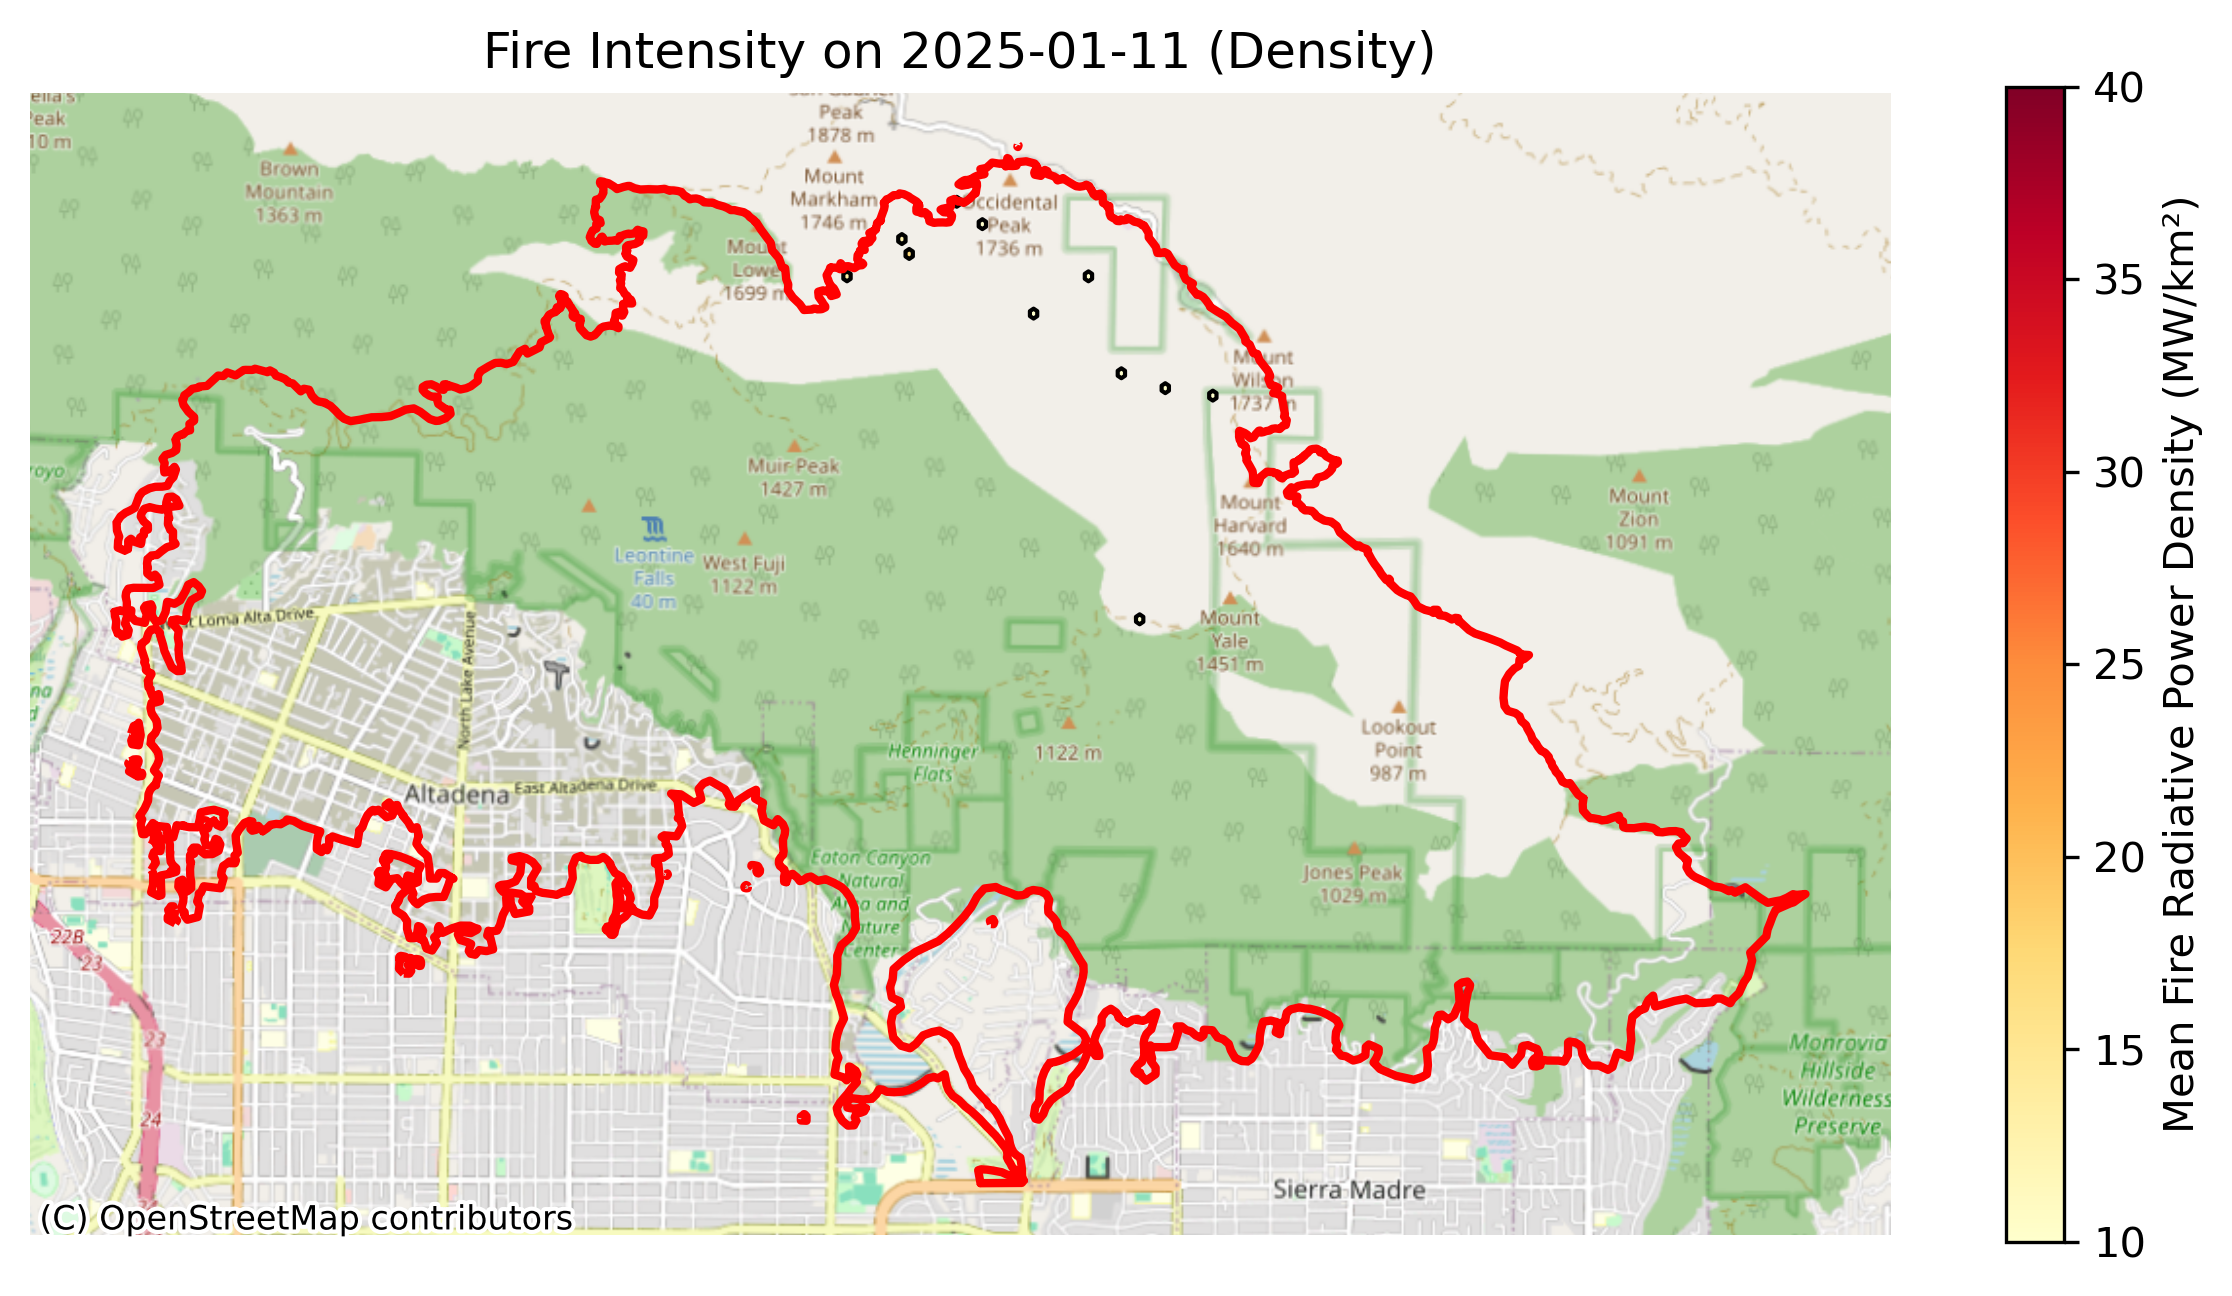 Fire Intensity on 2025-01-11 (Density)
Peak
1878 m
Peak
10 m
Brown
Mountain
1363 m
Mount
Markham
1746 m
Occidental
Peak
1736 m
Mount
Lowe
1699 m
Mount
Wilson
1737 m
Muir Peak
1427 m
Mount
Zion
1091 m
Mount
Harvard
1640 m
Leontine
Falls
40 m
West Fuji
1122 m
Mount
Yale
1451 m
Loma Alta Drive
North Lake Avenue
Lookout
Point
987 m
Henninger
Flats
1122 m
Altadena
East Altadena Drive
Eaton Canyon
Natural
Area and
Nature
Center
Jones Peak
1029 m
22B
23
23
24
Monrovia
Hillside
Wilderness
Preserve
Sierra Madre
(C) OpenStreetMap contributors
40
35
30
25
20
15
10
Mean Fire Radiative Power Density (MW/km²)